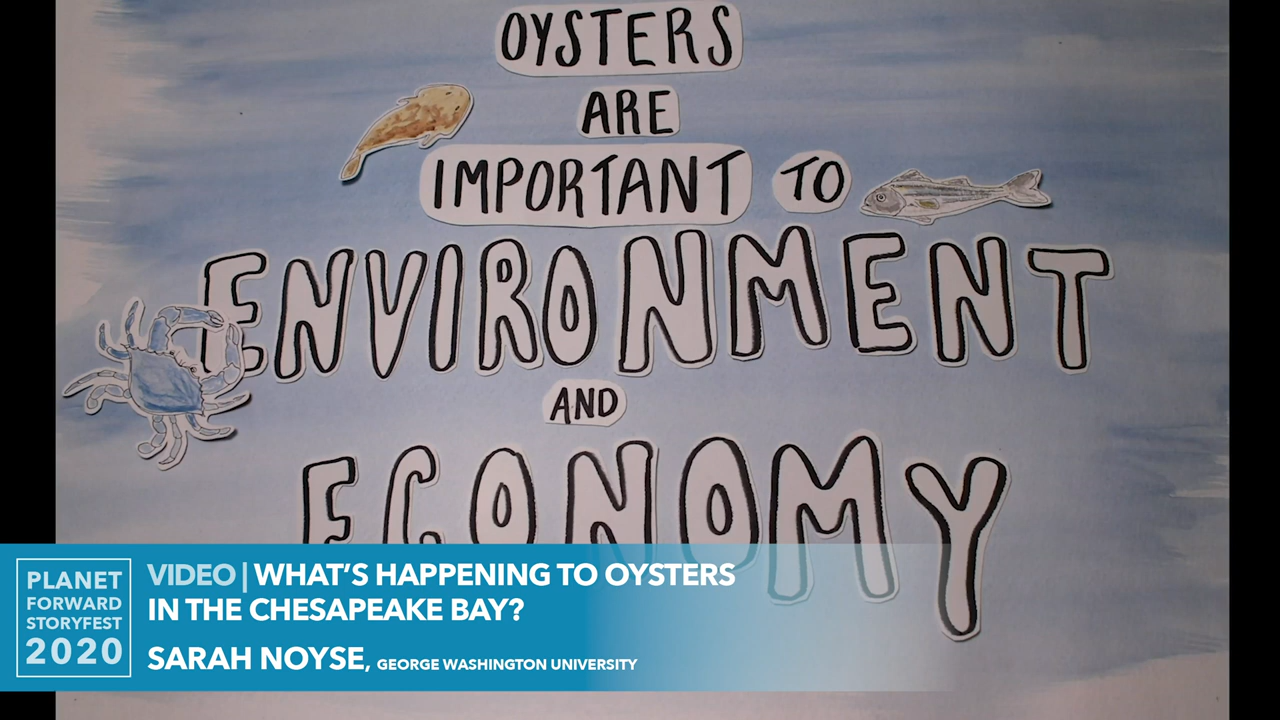 OYSTERS
ARE
IMPORTANT TO
ENVIRONMENT
AND
ECONOMY
PLANET
FORWARD
STORYFEST
2020
VIDEO | WHAT'S HAPPENING TO OYSTERS
IN THE CHESAPEAKE BAY?
SARAH NOYSE, GEORGE WASHINGTON UNIVERSITY